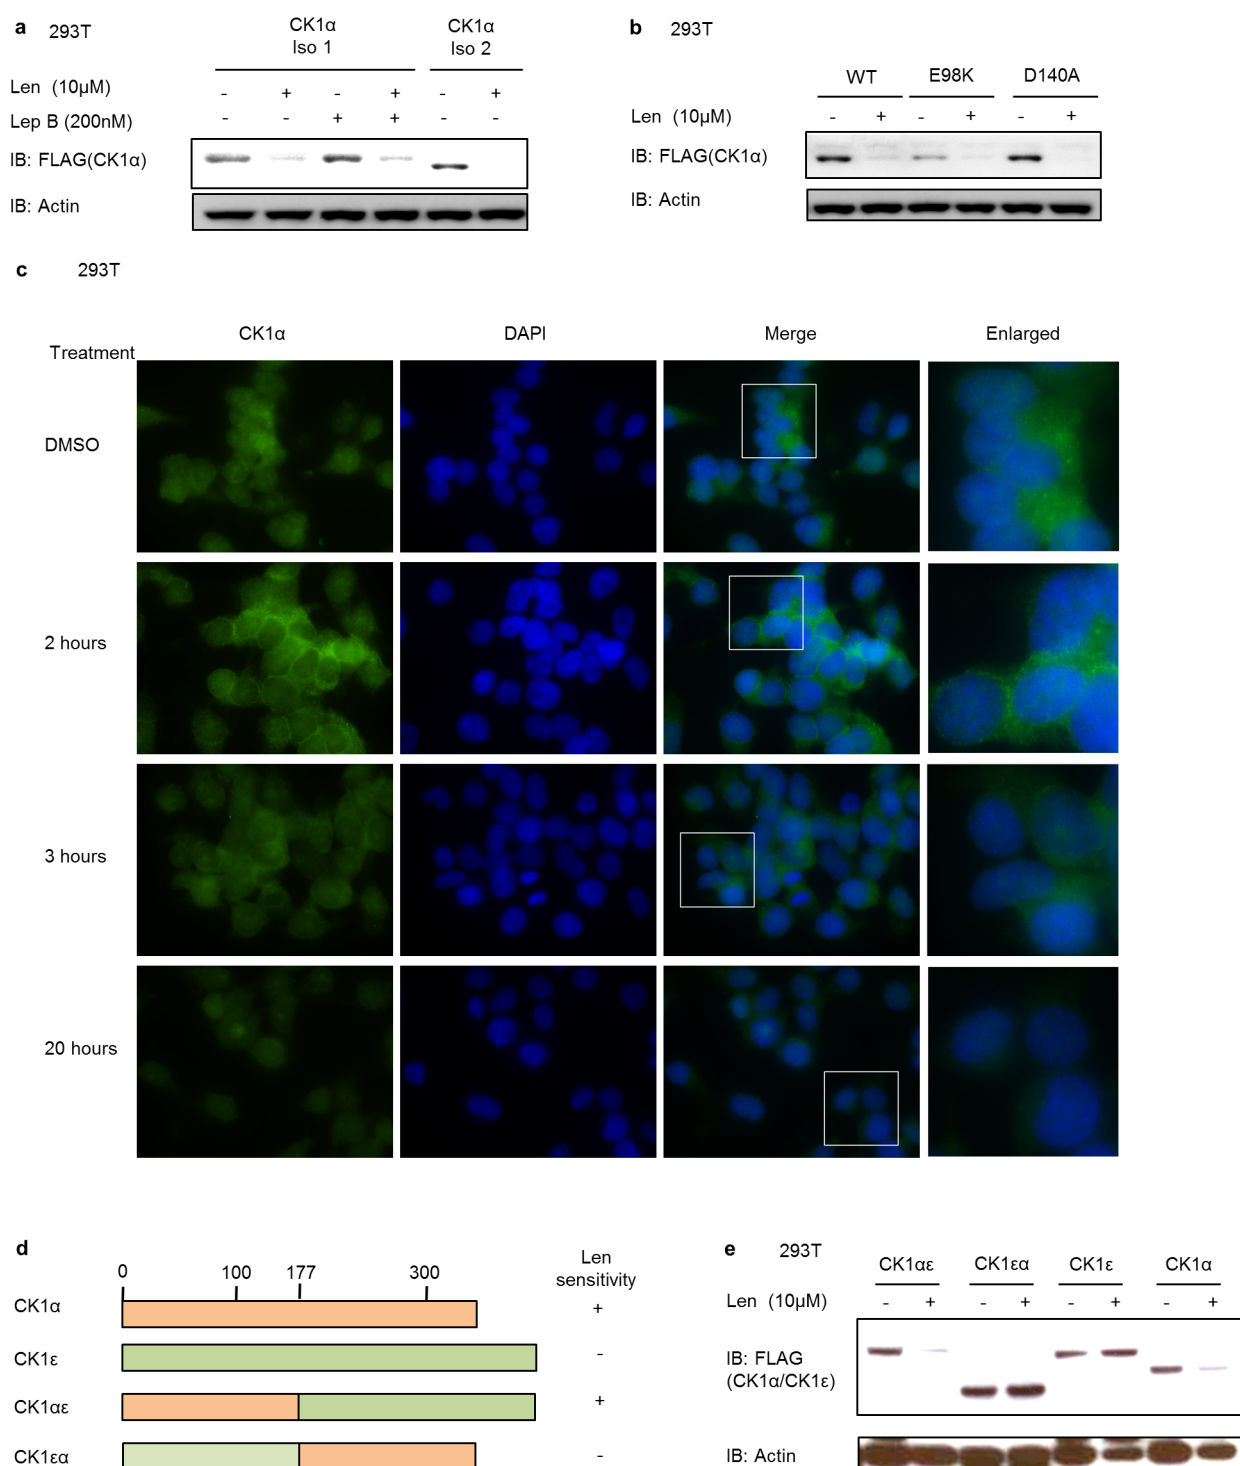 a 293T
CK1α
Iso 1
CK1α
Iso 2
Len (10µM) - + - + - +
Lep B (200nM) - - + + - -
IB: FLAG(CK1α)
IB: Actin
b 293T
WT E98K D140A
Len (10µM) - + - + - +
IB: FLAG(CK1α)
IB: Actin
c 293T
Treatment CK1α DAPI Merge Enlarged
DMSO
2 hours
3 hours
20 hours
d
0 100 177 300
Len
sensitivity
CK1α +
CK1ε -
CK1αε +
CK1εα -
e 293T
CK1αε CK1εα CK1ε CK1α
Len (10µM) - + - + - + - +
IB: FLAG
(CK1α/CK1ε)
IB: Actin